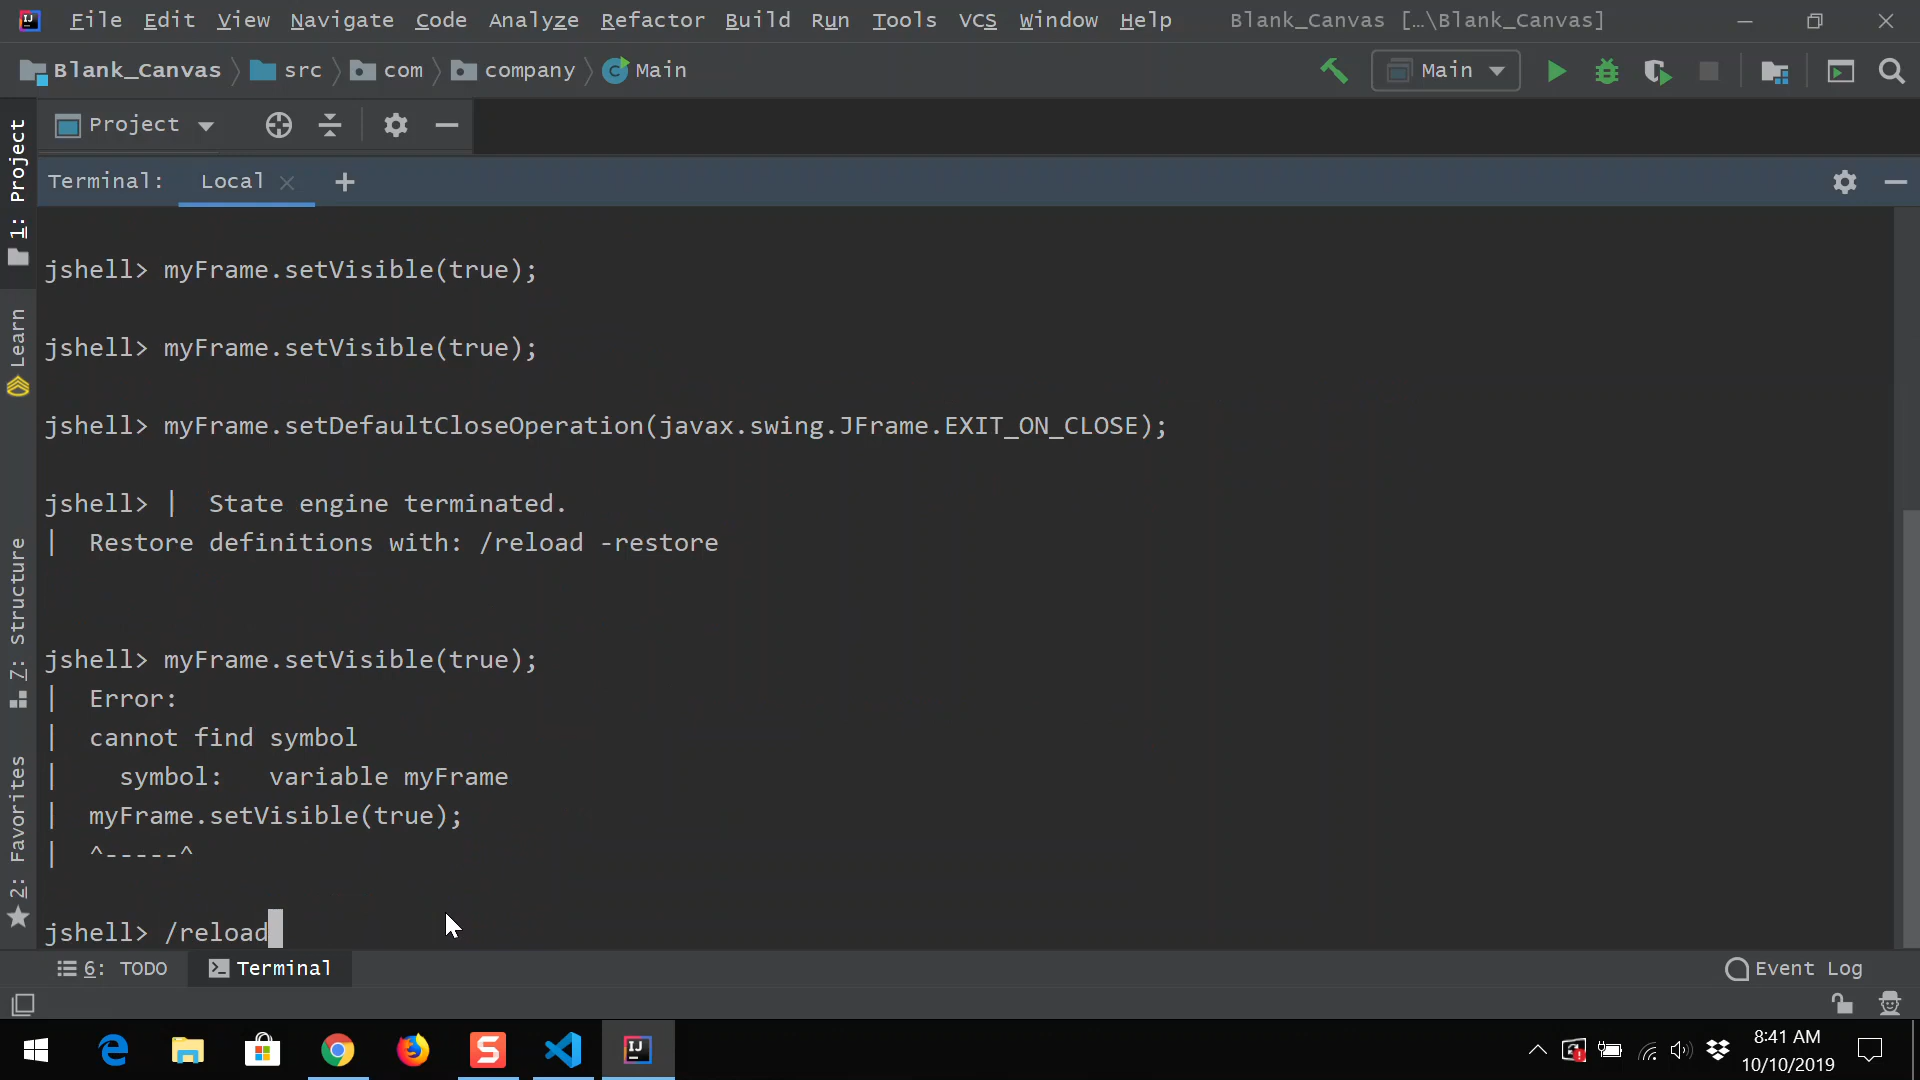 File Edit View Navigate Code Analyze Refactor Build Run Tools VCS Window Help Blank_Canvas [...\Blank_Canvas]
Blank_Canvas src com company Main Main
Project
Terminal: Local
1: Project
Learn
7: Structure
2: Favorites
jshell> myFrame.setVisible(true);
jshell> myFrame.setVisible(true);
jshell> myFrame.setDefaultCloseOperation(javax.swing.JFrame.EXIT_ON_CLOSE);
jshell> |  State engine terminated.
|  Restore definitions with: /reload -restore
jshell> myFrame.setVisible(true);
|  Error:
|  cannot find symbol
|    symbol:   variable myFrame
|  myFrame.setVisible(true);
|  ^-----^
jshell> /reload
6: TODO Terminal Event Log
8:41 AM
10/10/2019